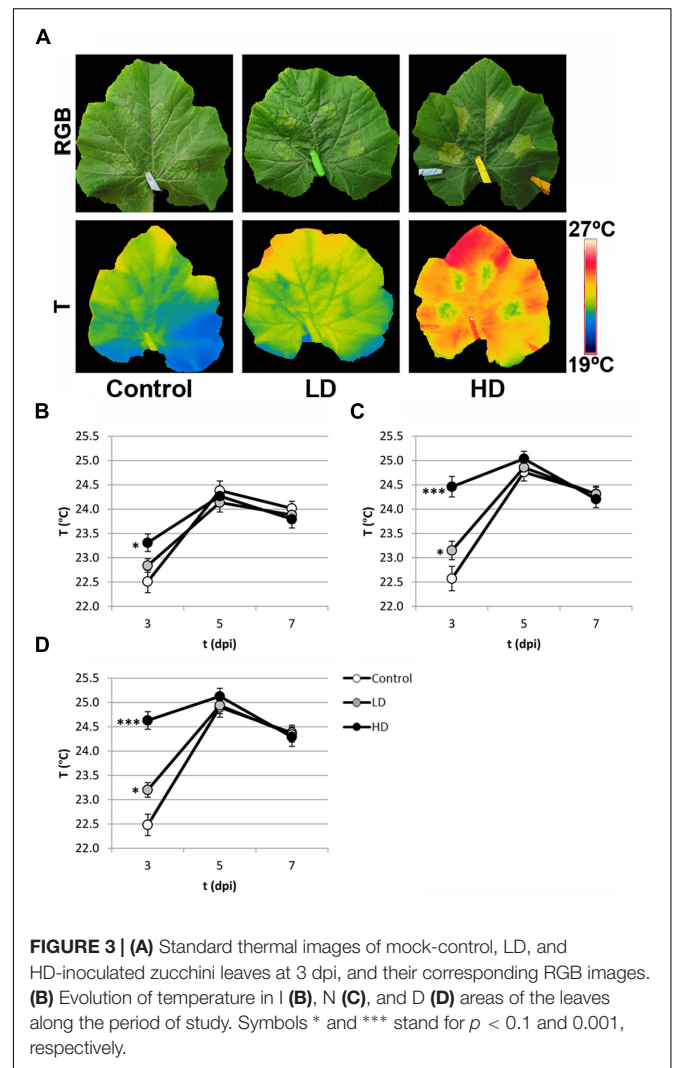 A
RGB
T
27ºC
19ºC
Control LD HD
B
25.5
25.0
24.5
24.0
23.5
23.0
22.5
22.0
T (°C)
*
3 5 7
t (dpi)
C
25.5
25.0
24.5
24.0
23.5
23.0
22.5
22.0
T (°C)
***
*
3 5 7
t (dpi)
D
25.5
25.0
24.5
24.0
23.5
23.0
22.5
22.0
T (°C)
***
*
3 5 7
t (dpi)
Control
LD
HD
FIGURE 3 | (A) Standard thermal images of mock-control, LD, and
HD-inoculated zucchini leaves at 3 dpi, and their corresponding RGB images.
(B) Evolution of temperature in I (B), N (C), and D (D) areas of the leaves
along the period of study. Symbols * and *** stand for p < 0.1 and 0.001,
respectively.